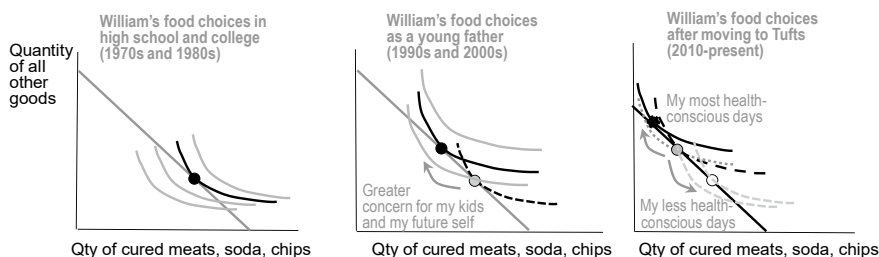 William's food choices in
high school and college
(1970s and 1980s)
Quantity
of all
other
goods
Qty of cured meats, soda, chips
William's food choices
as a young father
(1990s and 2000s)
Greater
concern for my kids
and my future self
Qty of cured meats, soda, chips
William's food choices
after moving to Tufts
(2010-present)
My most health-
conscious days
My less health-
conscious days
Qty of cured meats, soda, chips